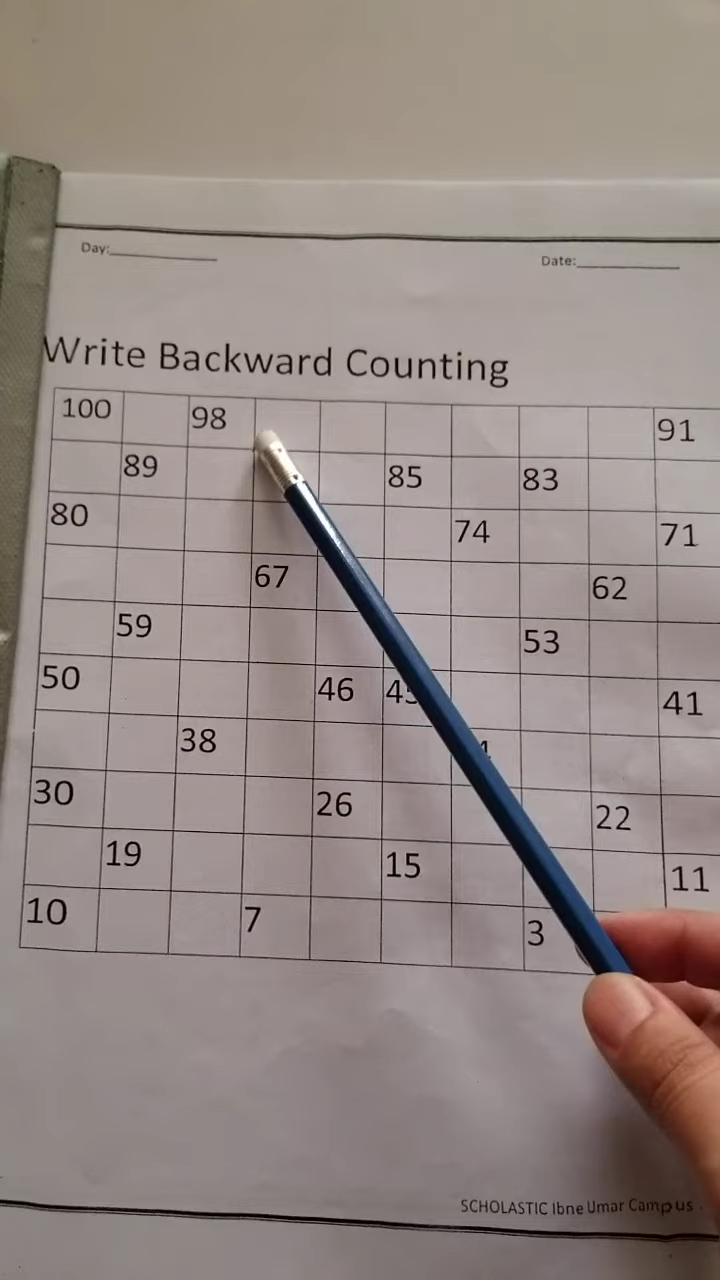 Day:
Date:
Write Backward Counting
100 98 91
89 85 83
80 74 71
67 62
59 53
50 46 45 41
38
30 26 22
19 15 11
10 7 3
SCHOLASTIC Ibne Umar Campus